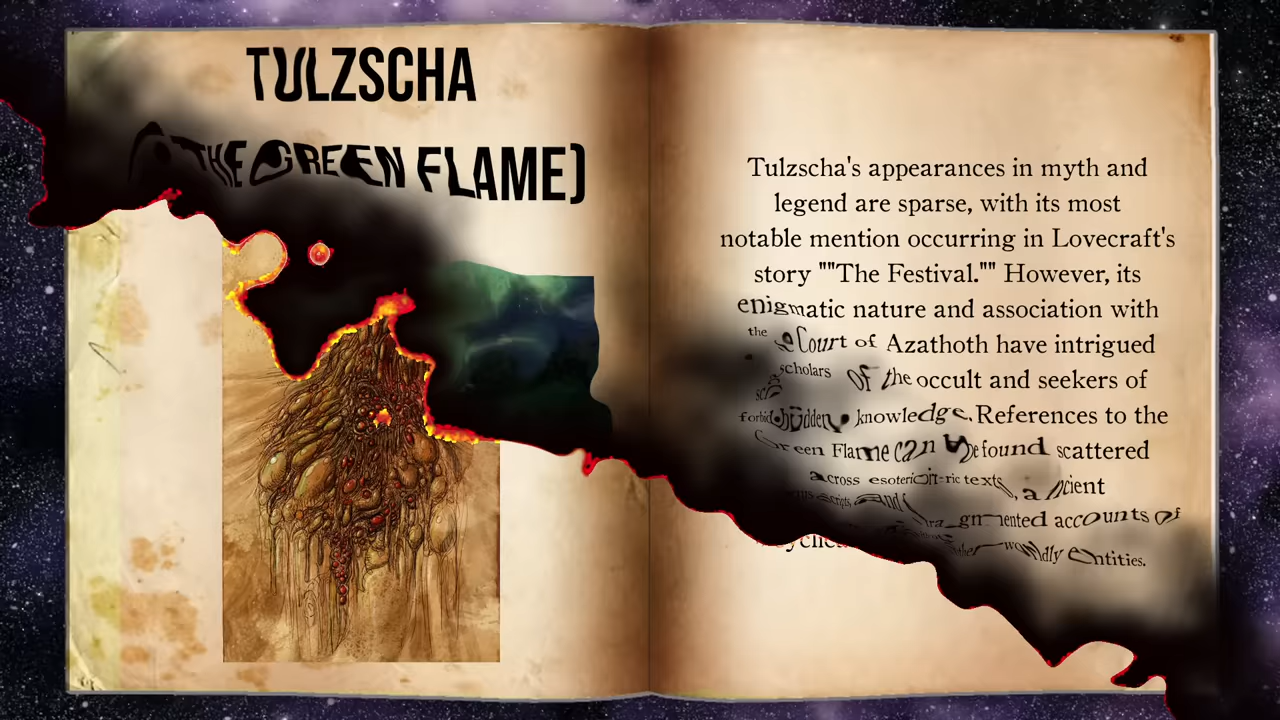 TULZSCHA
(THE GREEN FLAME)
Tulzscha's appearances in myth and
legend are sparse, with its most
notable mention occurring in Lovecraft's
story ""The Festival."" However, its
enigmatic nature and association with
the Court of Azathoth have intrigued
scholars of the occult and seekers of
forbidden knowledge. References to the
Green Flame can be found scattered
across esoteric texts, ancient
and fragmented accounts of
otherworldly entities.